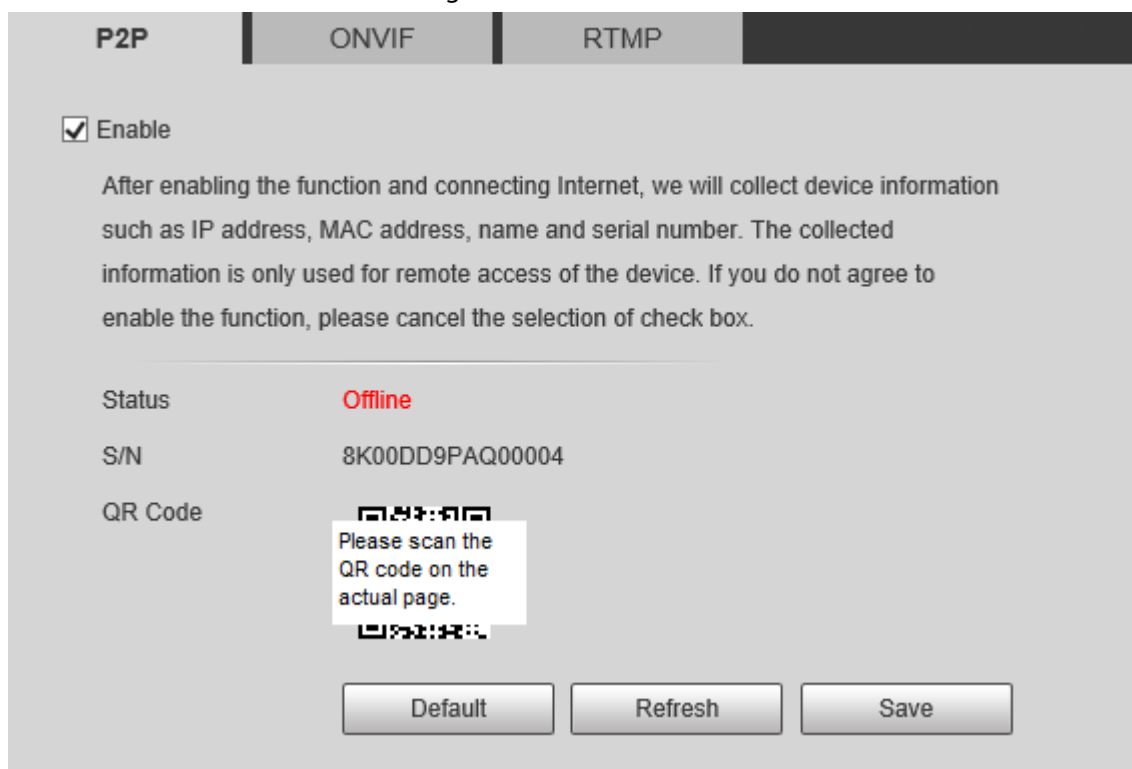 P2P ONVIF RTMP
Enable
After enabling the function and connecting Internet, we will collect device information
such as IP address, MAC address, name and serial number. The collected
information is only used for remote access of the device. If you do not agree to
enable the function, please cancel the selection of check box.
Status Offline
S/N 8K00DD9PAQ00004
QR Code
Please scan the
QR code on the
actual page.
Default Refresh Save